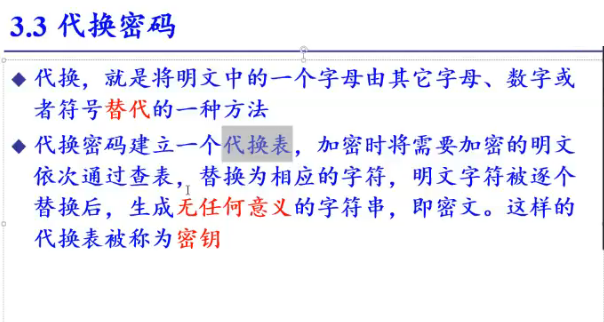 3.3 代换密码
代换，就是将明文中的一个字母由其它字母、数字或
者符号替代的一种方法
代换密码建立一个代换表，加密时将需要加密的明文
依次通过查表，替换为相应的字符，明文字符被逐个
替换后，生成无任何意义的字符串，即密文。这样的
代换表被称为密钥